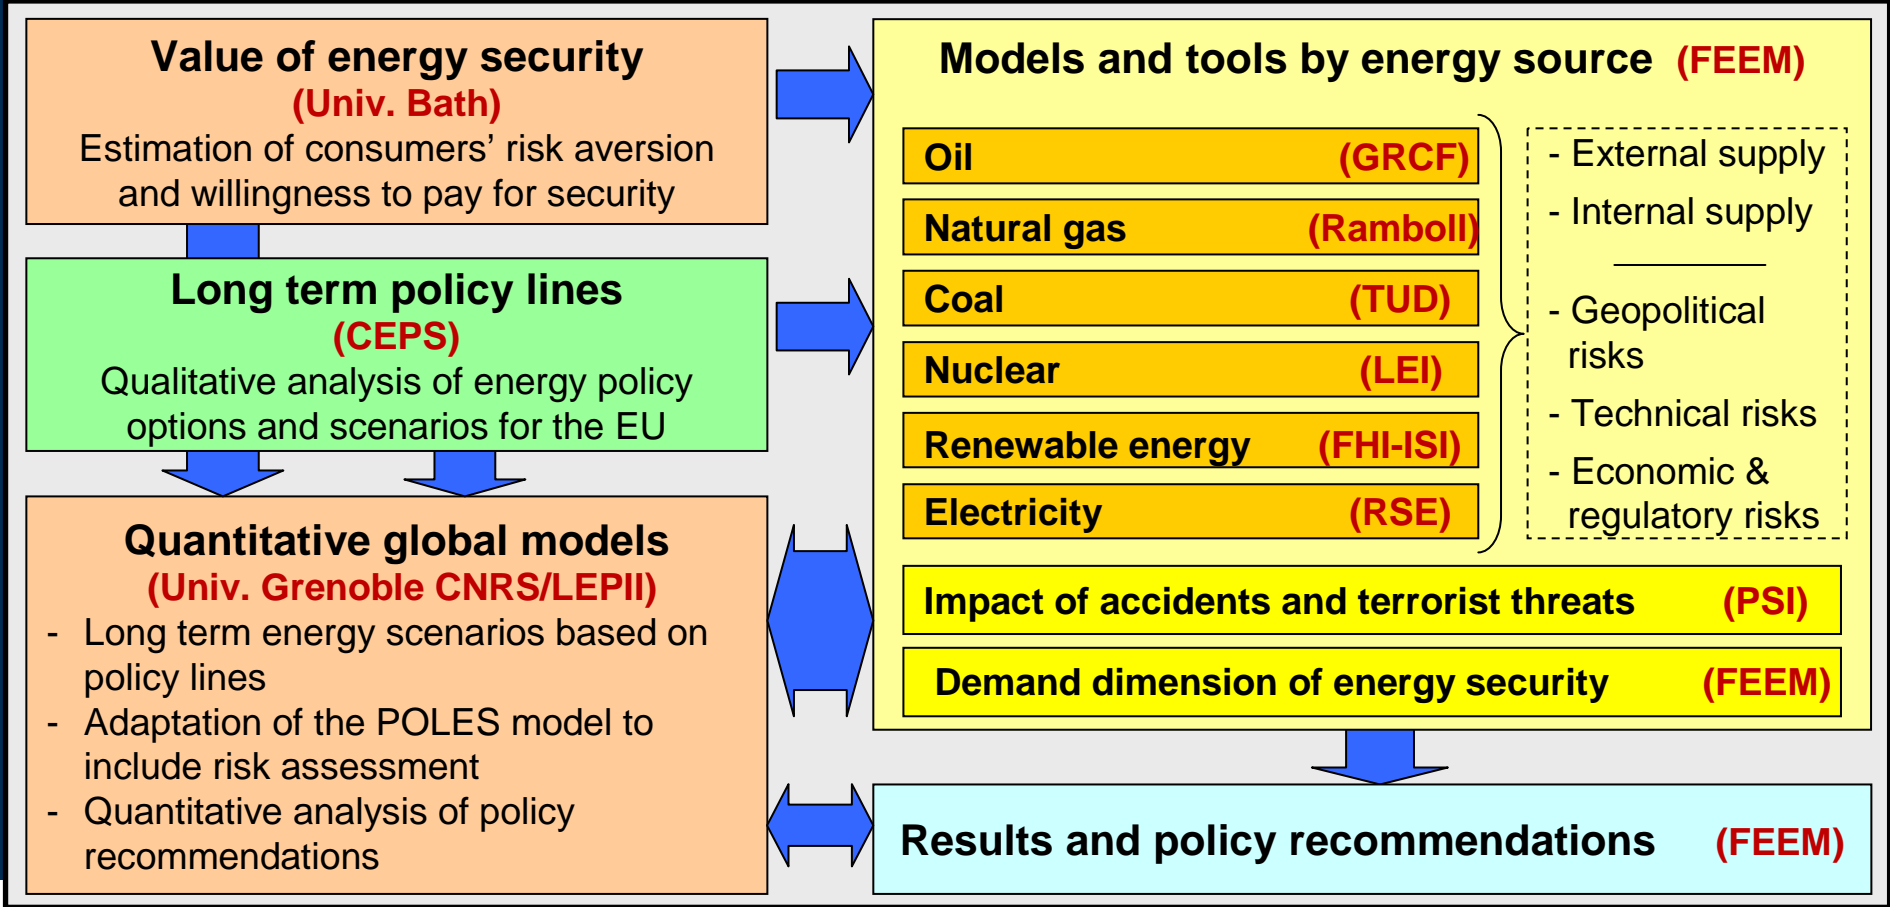 Value of energy security
(Univ. Bath)
Estimation of consumers’ risk aversion
and willingness to pay for security
Long term policy lines
(CEPS)
Qualitative analysis of energy policy
options and scenarios for the EU
Quantitative global models
(Univ. Grenoble CNRS/LEPII)
- Long term energy scenarios based on
policy lines
- Adaptation of the POLES model to
include risk assessment
- Quantitative analysis of policy
recommendations
Models and tools by energy source (FEEM)
Oil (GRCF)
Natural gas (Ramboll)
Coal (TUD)
Nuclear (LEI)
Renewable energy (FHI-ISI)
Electricity (RSE)
- External supply
- Internal supply
- Geopolitical
risks
- Technical risks
- Economic &
regulatory risks
Impact of accidents and terrorist threats (PSI)
Demand dimension of energy security (FEEM)
Results and policy recommendations (FEEM)